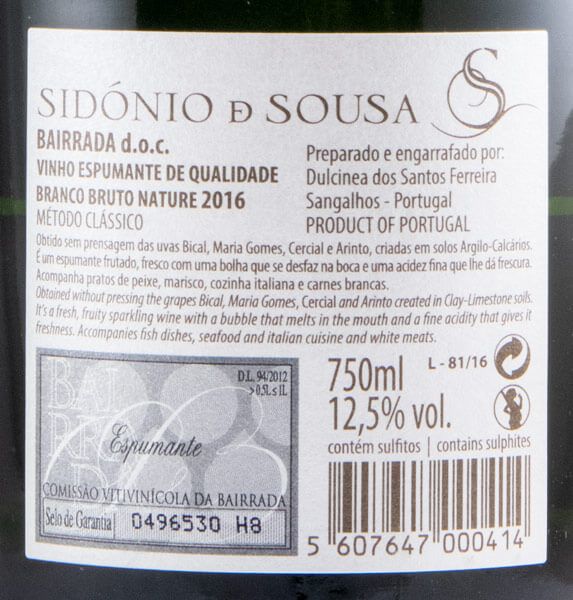 SIDÓNIO DE SOUSA
S
BAIRRADA d.o.c.
VINHO ESPUMANTE DE QUALIDADE
BRANCO BRUTO NATURE 2016
MÉTODO CLÁSSICO
Preparado e engarrafado por:
Dulcinea dos Santos Ferreira
Sangalhos - Portugal
PRODUCT OF PORTUGAL
Obtido sem prensagem das uvas Bical, Maria Gomes, Cercial e Arinto, criadas em solos Argilo-Calcários.
É um espumante frutado, fresco com uma bolha que se desfaz na boca e uma acidez fina que lhe dá frescura.
Acompanha pratos de peixe, marisco, cozinha italiana e carnes brancas.
Obtained without pressing the grapes Bical, Maria Gomes, Cercial and Arinto created in Clay-Limestone soils.
It's a fresh, fruity sparkling wine with a bubble that melts in the mouth and a fine acidity that gives it
freshness. Accompanies fish dishes, seafood and italian cuisine and white meats.
D.L. 94/2012
>0,5L≤1L
BAIRRADA
Espumante
COMISSÃO VITIVINÍCOLA DA BAIRRADA
Selo de Garantia 0496530 H8
750ml
L - 81/16
12,5% vol.
contém sulfitos | contains sulphites
5 607647 000414